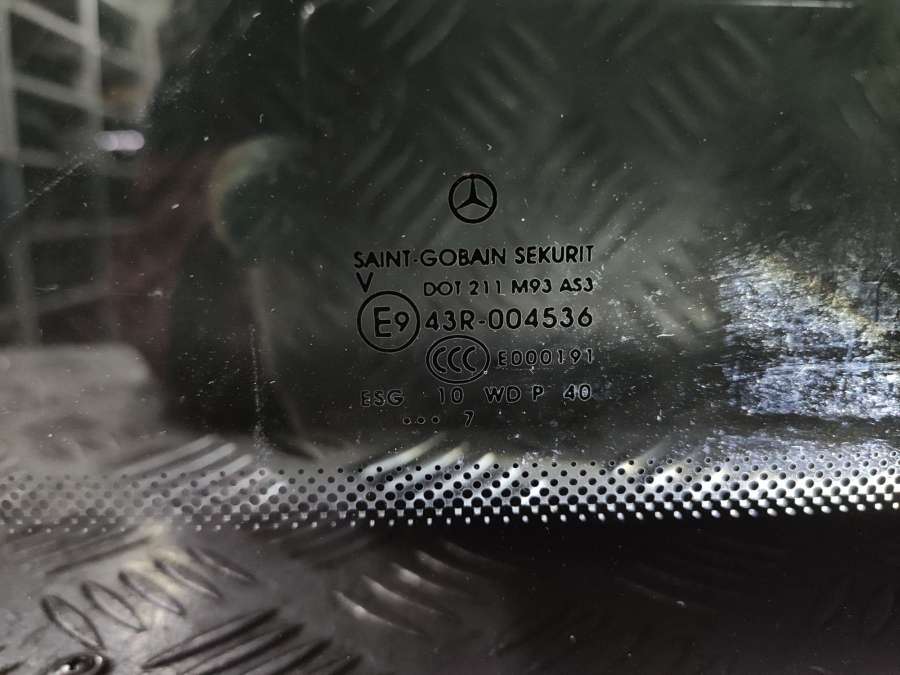 SAINT-GOBAIN SEKURIT
V DOT 211 M93 AS3
E9 43R-004536
CCC E000191
ESG 10 WD P 40
••• 7